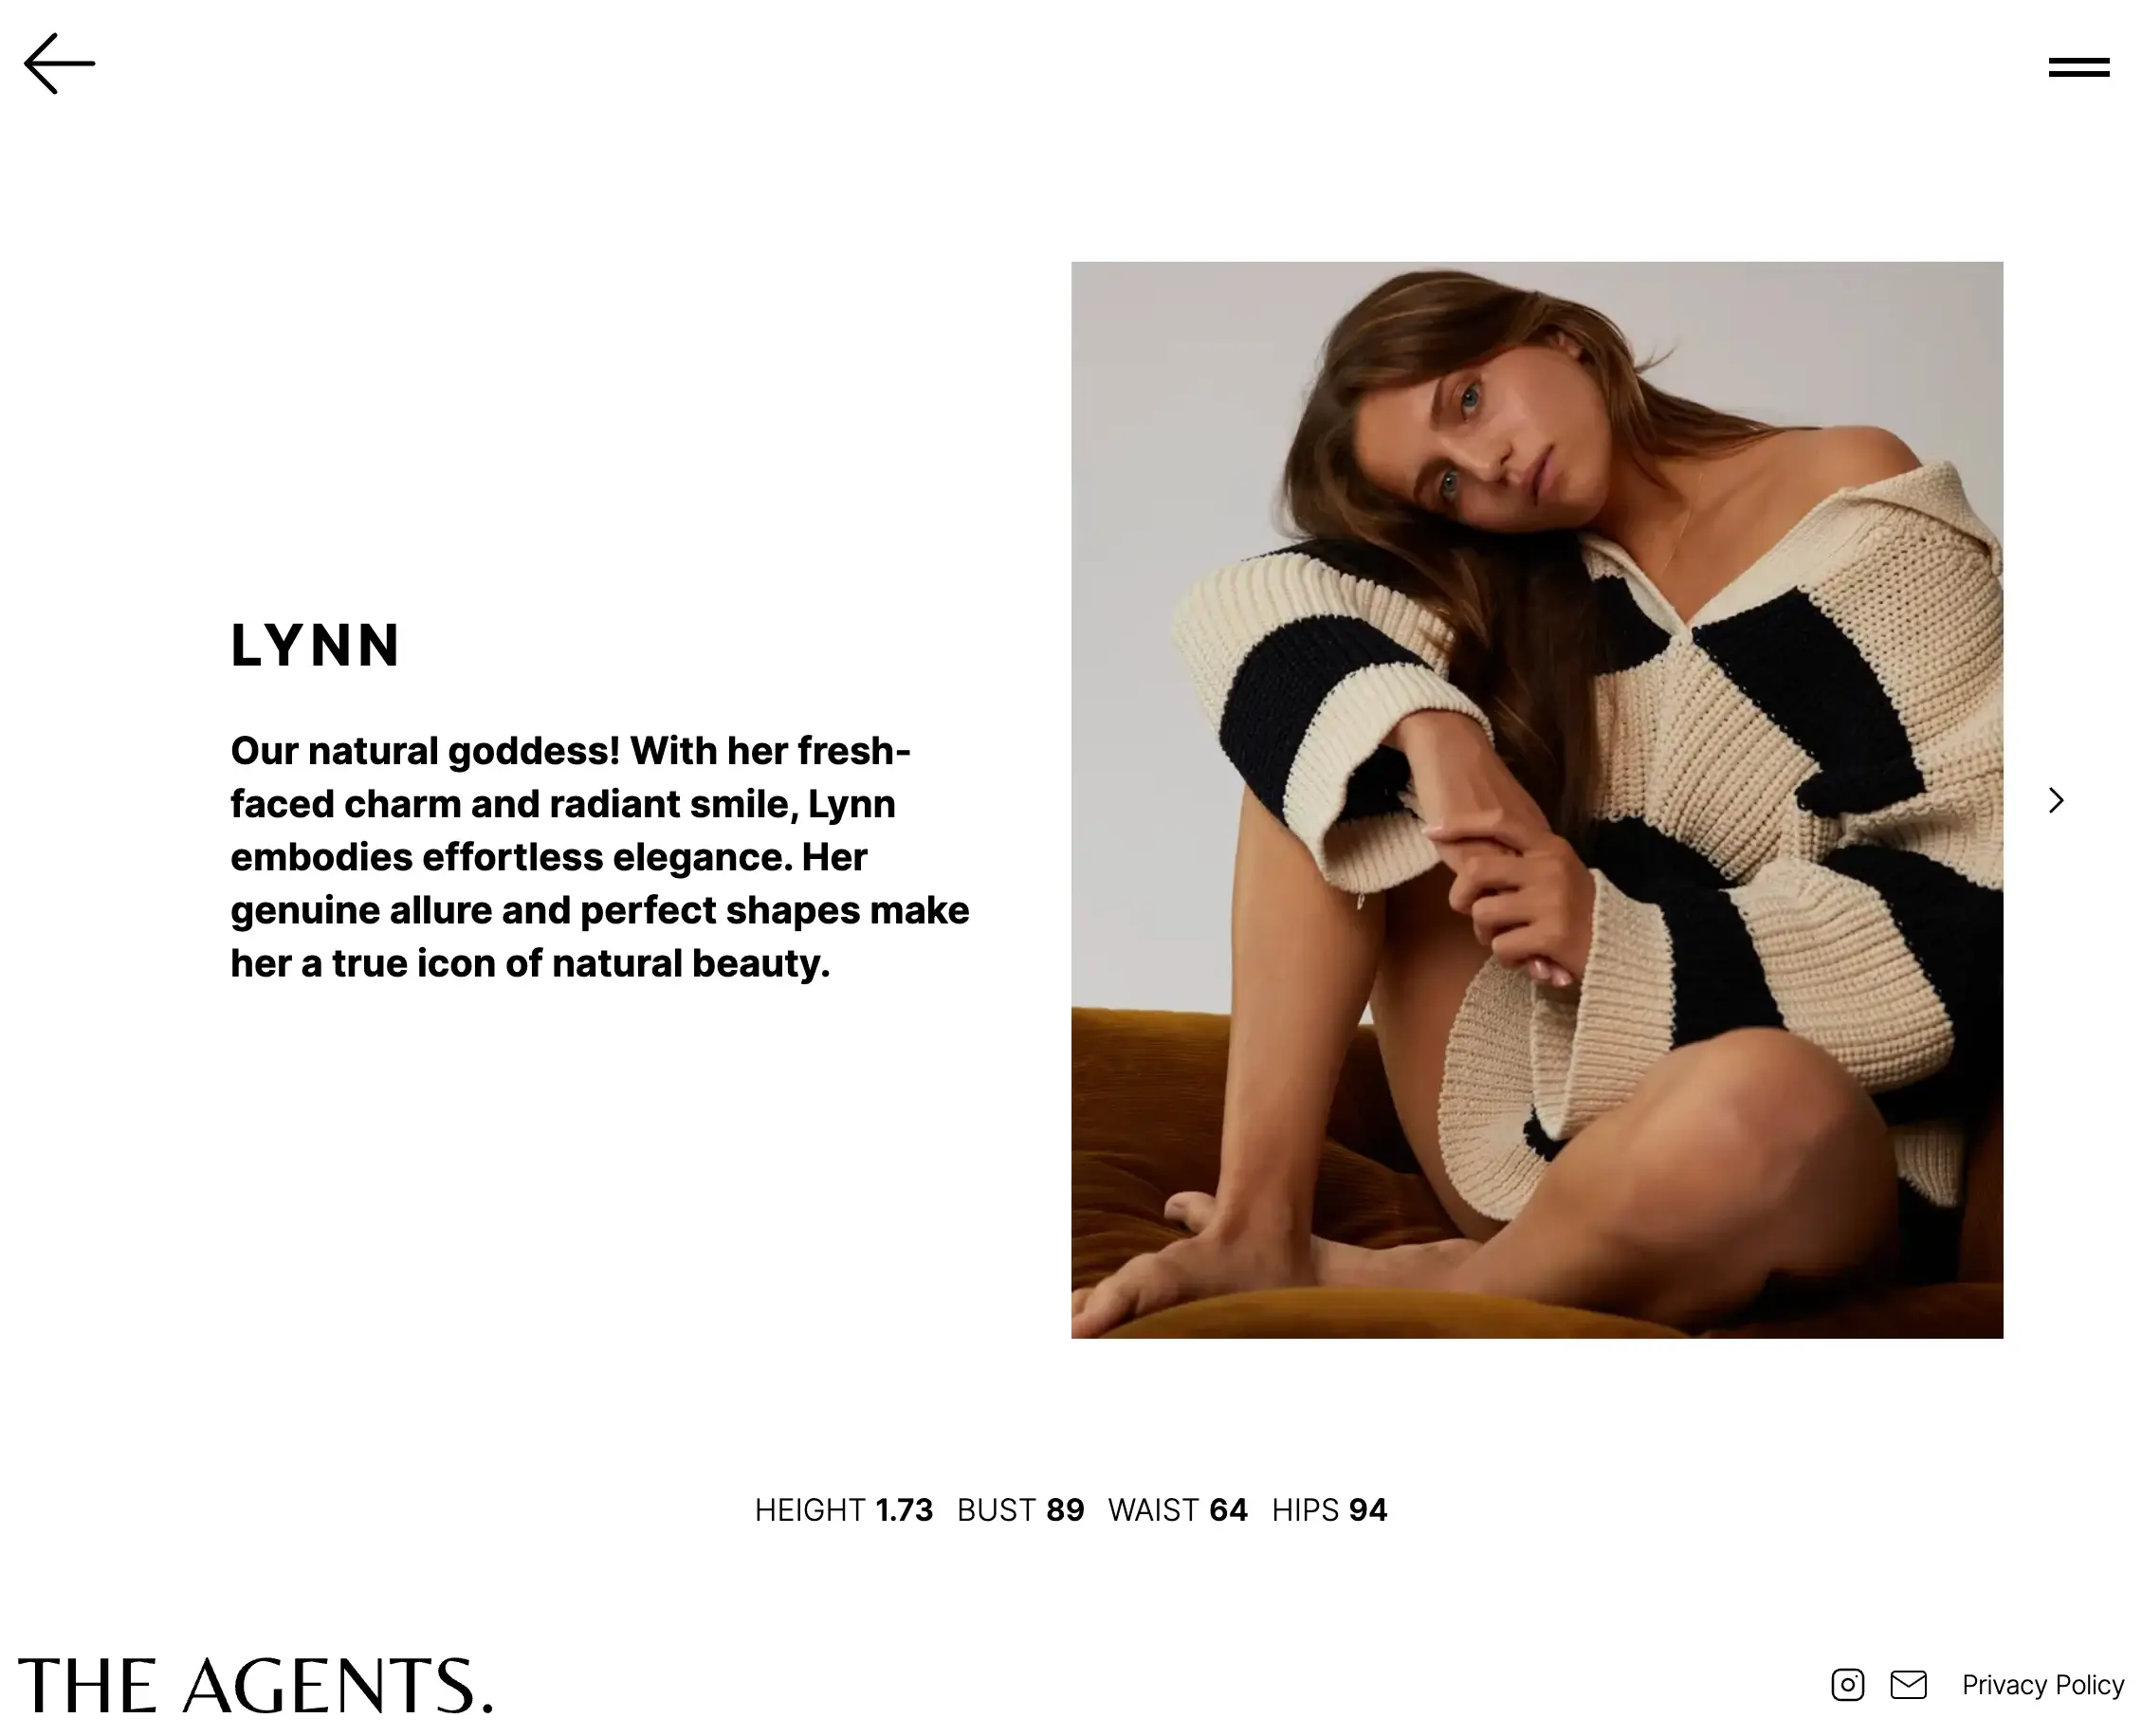 LYNN
Our natural goddess! With her fresh-
faced charm and radiant smile, Lynn
embodies effortless elegance. Her
genuine allure and perfect shapes make
her a true icon of natural beauty.
HEIGHT 1.73 BUST 89 WAIST 64 HIPS 94
THE AGENTS.
Privacy Policy